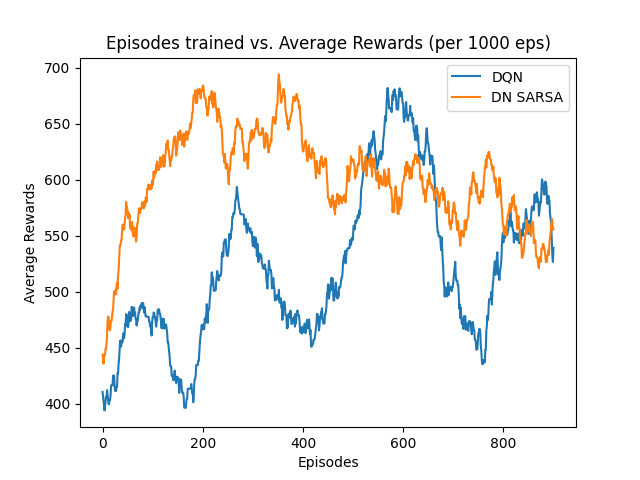 Episodes trained vs. Average Rewards (per 1000 eps)
DQN
DN SARSA
700
650
600
550
500
450
400
Average Rewards
0 200 400 600 800
Episodes